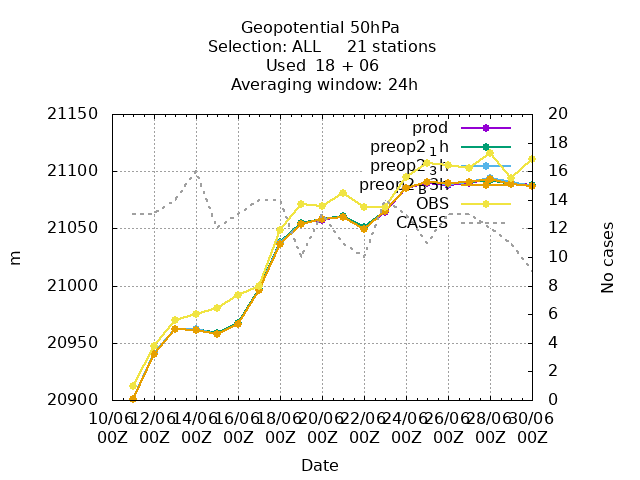 Geopotential 50hPa
Selection: ALL     21 stations
Used  18 + 06
Averaging window: 24h
21150
21100
21050
21000
20950
20900
m
20
18
16
14
12
10
8
6
4
2
0
No cases
prod
preop2_1h
preop2_3h
preop2_B3h
OBS
CASES
10/06 12/06 14/06 16/06 18/06 20/06 22/06 24/06 26/06 28/06 30/06
00Z 00Z 00Z 00Z 00Z 00Z 00Z 00Z 00Z 00Z 00Z
Date